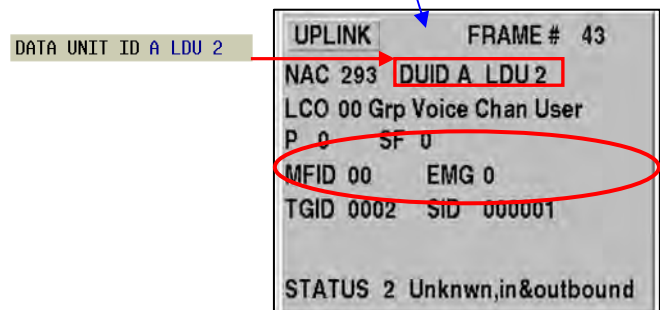 DATA UNIT ID A LDU 2
UPLINK FRAME # 43
NAC 293 DUID A LDU 2
LCO 00 Grp Voice Chan User
P 0 SF 0
MFID 00 EMG 0
TGID 0002 SID 000001
STATUS 2 Unknwn,in&outbound